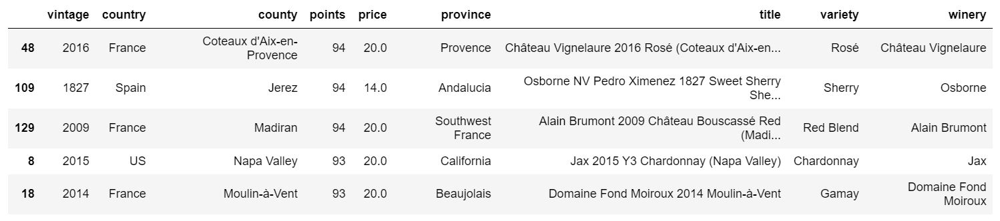 vintage country county points price province title variety winery
48 2016 France Coteaux d'Aix-en-Provence 94 20.0 Provence Château Vignelaure 2016 Rosé (Coteaux d'Aix-en... Rosé Château Vignelaure
109 1827 Spain Jerez 94 14.0 Andalucia Osborne NV Pedro Ximenez 1827 Sweet Sherry She... Sherry Osborne
129 2009 France Madiran 94 20.0 Southwest France Alain Brumont 2009 Château Bouscassé Red (Madi... Red Blend Alain Brumont
8 2015 US Napa Valley 93 20.0 California Jax 2015 Y3 Chardonnay (Napa Valley) Chardonnay Jax
18 2014 France Moulin-à-Vent 93 20.0 Beaujolais Domaine Fond Moiroux 2014 Moulin-à-Vent Gamay Domaine Fond Moiroux